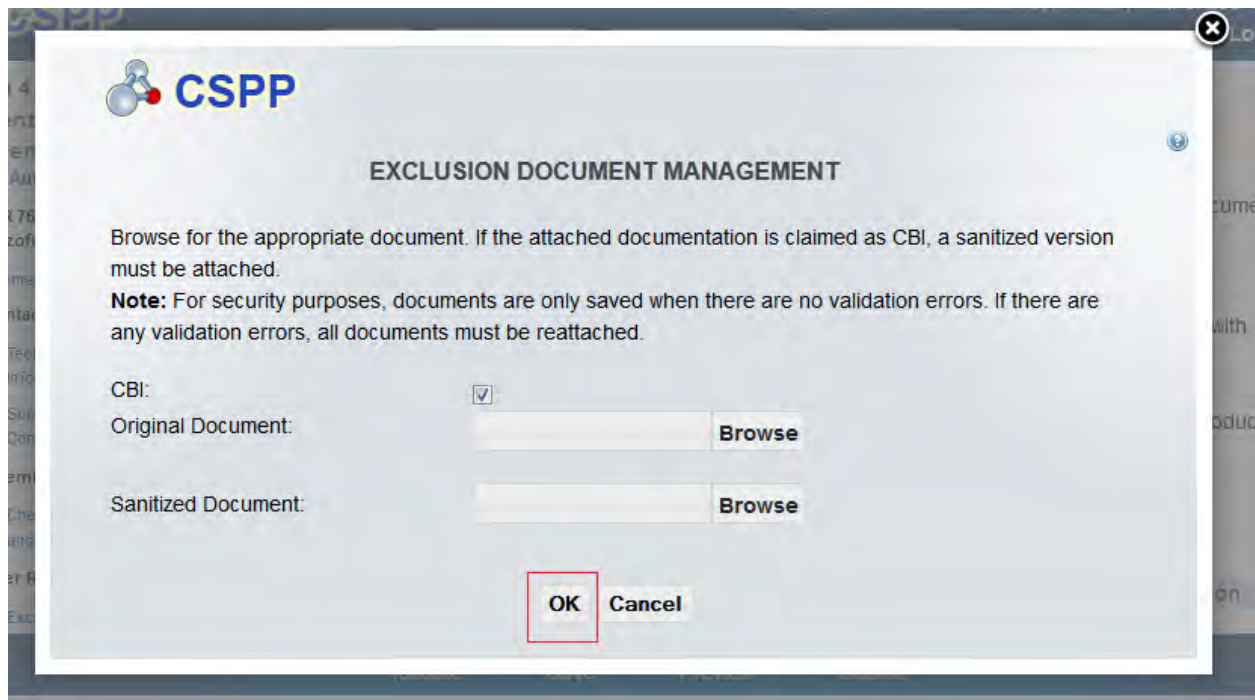 CSPP
CSPP
EXCLUSION DOCUMENT MANAGEMENT
Browse for the appropriate document. If the attached documentation is claimed as CBI, a sanitized version
must be attached.
Note: For security purposes, documents are only saved when there are no validation errors. If there are
any validation errors, all documents must be reattached.
with
CBI:
Original Document: Browse
Sanitized Document: Browse
OK Cancel